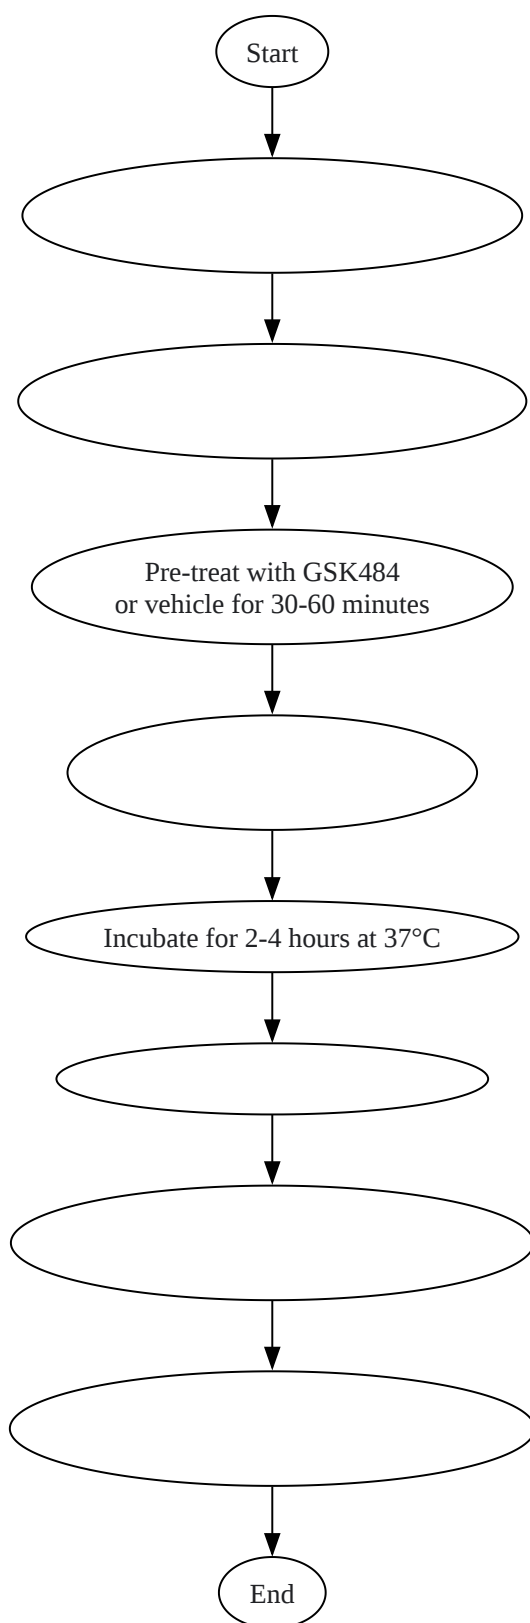 Start
Pre-treat with GSK484
or vehicle for 30-60 minutes
Incubate for 2-4 hours at 37°C
End